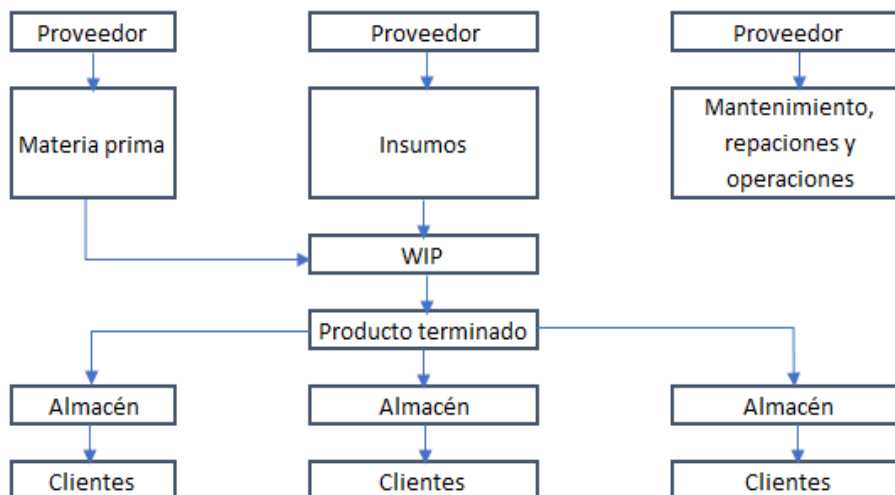 Proveedor
Proveedor
Proveedor
Materia prima
Insumos
Mantenimiento,
repaciones y
operaciones
WIP
Producto terminado
Almacén
Almacén
Almacén
Clientes
Clientes
Clientes